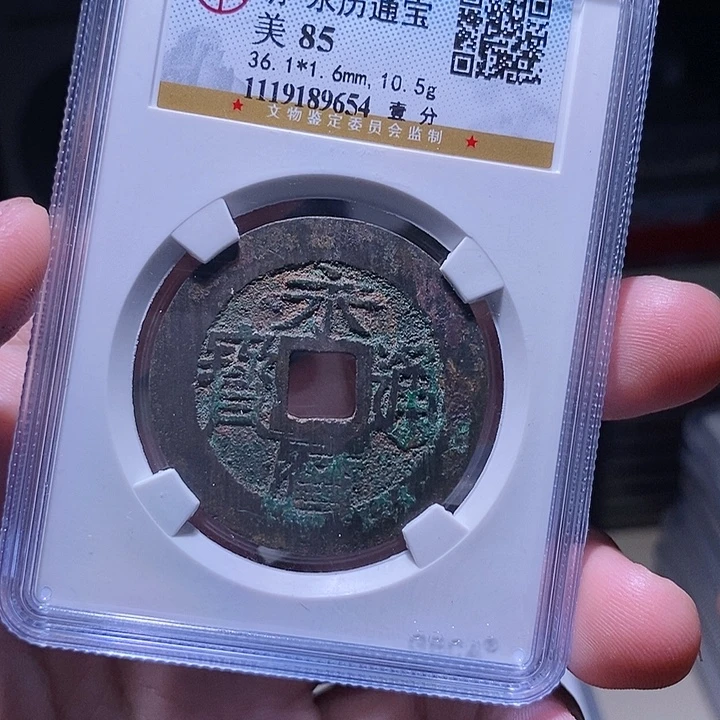 永历通宝
美 85
36.1*1.6mm, 10.5g
1119189654 壹分
文物鉴定委员会监制
永曆通寶